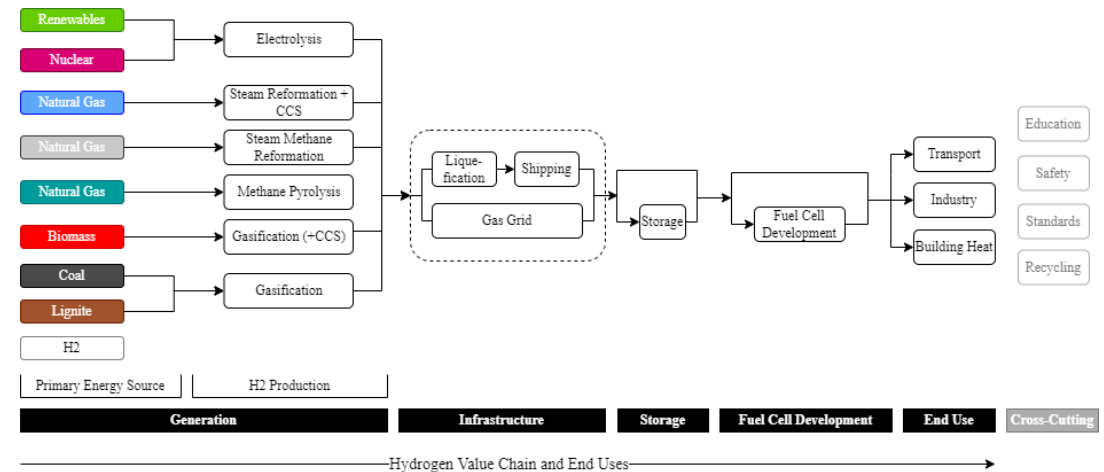 Renewables
Nuclear
Natural Gas
Natural Gas
Natural Gas
Biomass
Coal
Lignite
H2
Electrolysis
Steam Reformation +
CCS
Steam Methane
Reformation
Methane Pyrolysis
Gasification (+CCS)
Gasification
Lique-
fication
Shipping
Gas Grid
Storage
Fuel Cell
Development
Transport
Industry
Building Heat
Education
Safety
Standards
Recycling
Primary Energy Source
H2 Production
Generation
Infrastructure
Storage
Fuel Cell Development
End Use
Cross-Cutting
Hydrogen Value Chain and End Uses